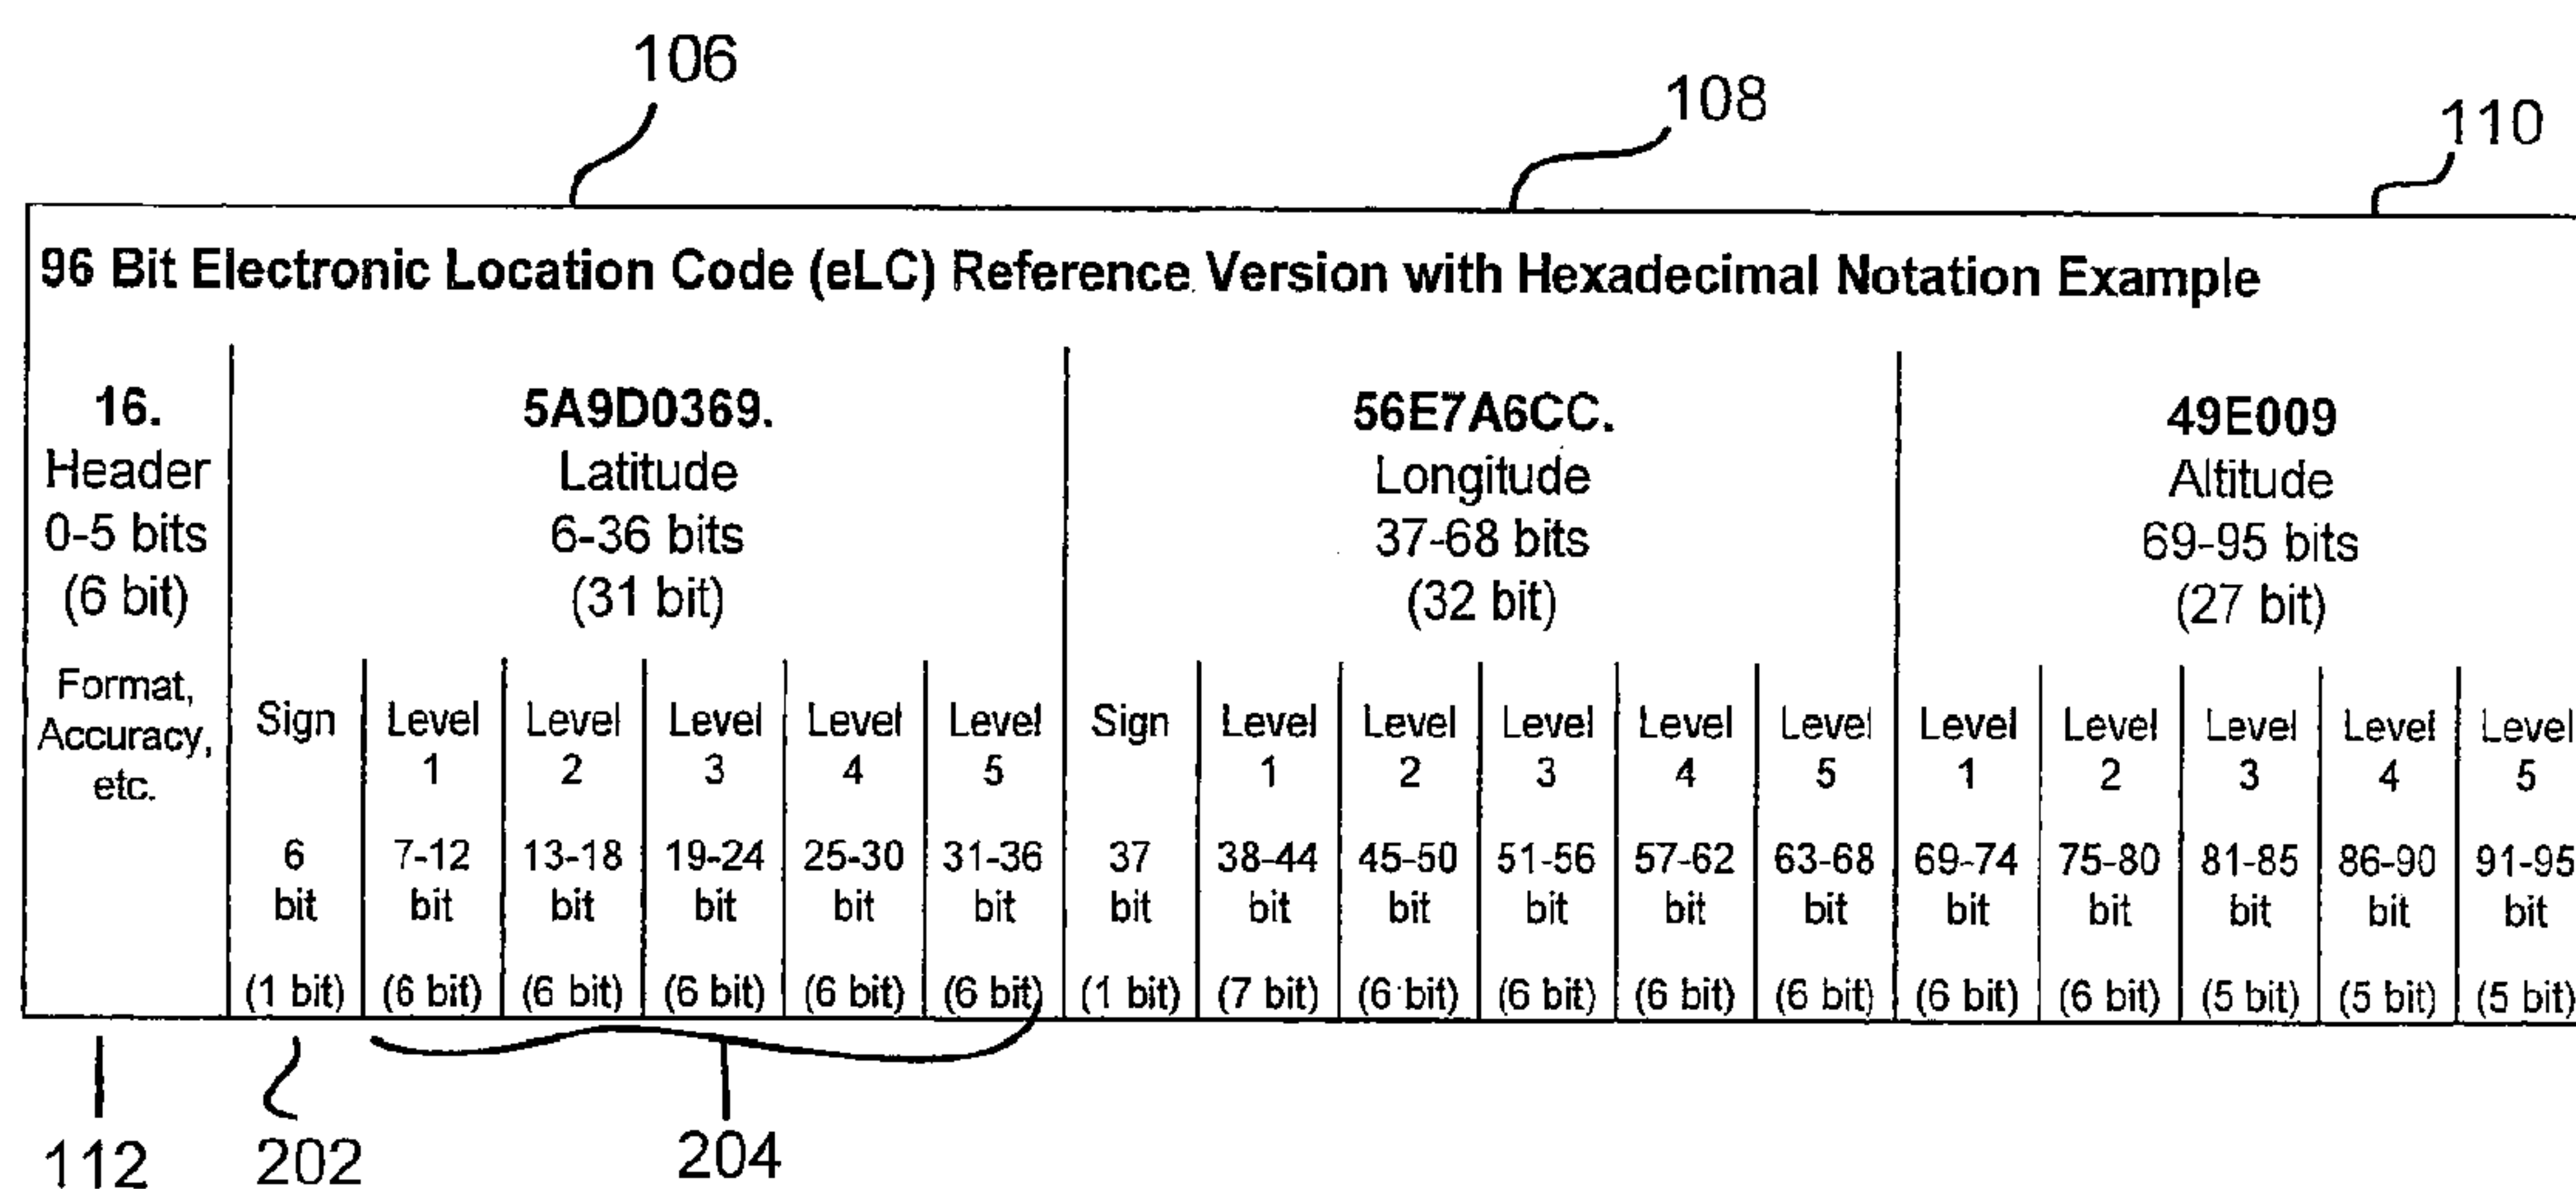 106
108
110
96 Bit Electronic Location Code (eLC) Reference Version with Hexadecimal Notation Example
16.
Header
0-5 bits
(6 bit)
Format,
Accuracy,
etc.
5A9D0369.
Latitude
6-36 bits
(31 bit)
56E7A6CC.
Longitude
37-68 bits
(32 bit)
49E009
Altitude
69-95 bits
(27 bit)
Sign Level Level Level Level Level Sign Level Level Level Level Level Level Level Level Level Level
1 2 3 4 5 1 2 3 4 5 1 2 3 4 5
6 7-12 13-18 19-24 25-30 31-36 37 38-44 45-50 51-56 57-62 63-68 69-74 75-80 81-85 86-90 91-95
bit bit bit bit bit bit bit bit bit bit bit bit bit bit bit bit bit
(1 bit) (6 bit) (6 bit) (6 bit) (6 bit) (6 bit) (1 bit) (7 bit) (6 bit) (6 bit) (6 bit) (6 bit) (6 bit) (6 bit) (5 bit) (5 bit) (5 bit)
112 202 204